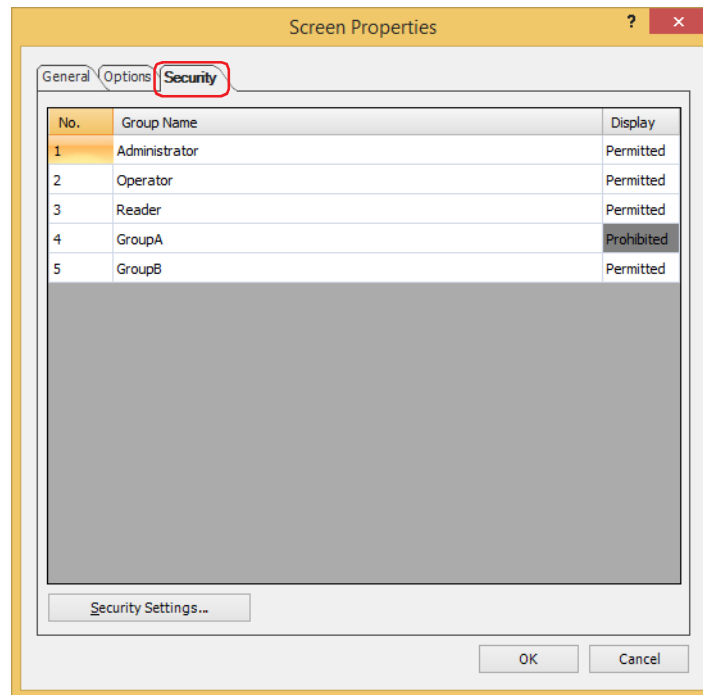 Screen Properties ? ×
General Options Security
No. Group Name Display
1 Administrator Permitted
2 Operator Permitted
3 Reader Permitted
4 GroupA Prohibited
5 GroupB Permitted
Security Settings...
OK Cancel